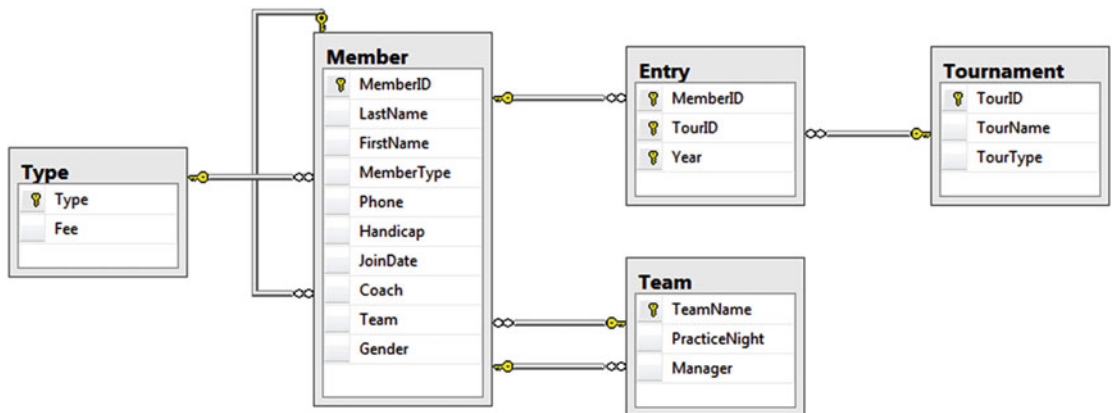 Type
Type
Fee
Member
MemberID
LastName
FirstName
MemberType
Phone
Handicap
JoinDate
Coach
Team
Gender
Entry
MemberID
TourID
Year
Team
TeamName
PracticeNight
Manager
Tournament
TourID
TourName
TourType